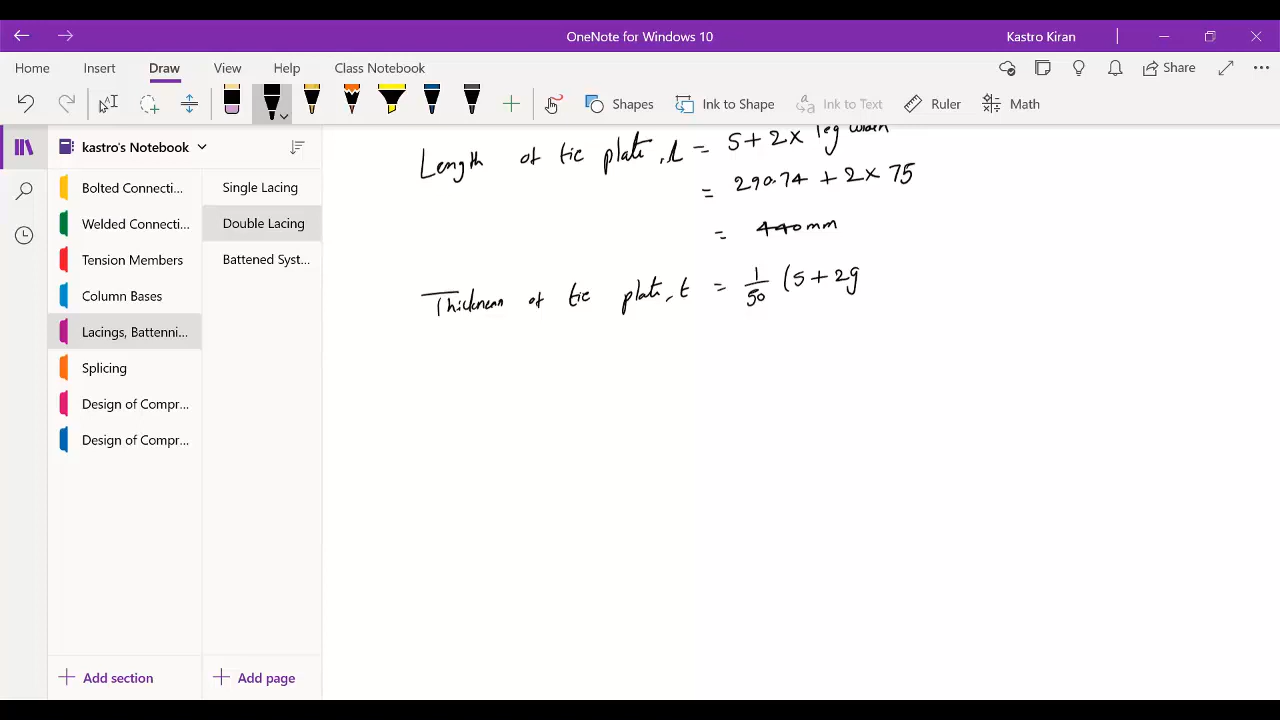 OneNote for Windows 10
Kastro Kiran
Home Insert Draw View Help Class Notebook
Share
Shapes Ink to Shape Ink to Text Ruler Math
kastro's Notebook
Bolted Connecti...
Welded Connecti...
Tension Members
Column Bases
Lacings, Battenni...
Splicing
Design of Compr...
Design of Compr...
Add section
Single Lacing
Double Lacing
Battened Syst...
Add page
Length of tie plate, l = S + 2 x leg width
= 290.74 + 2 x 75
= 440mm
Thickness of tie plate, t = 1/50 (S + 2g